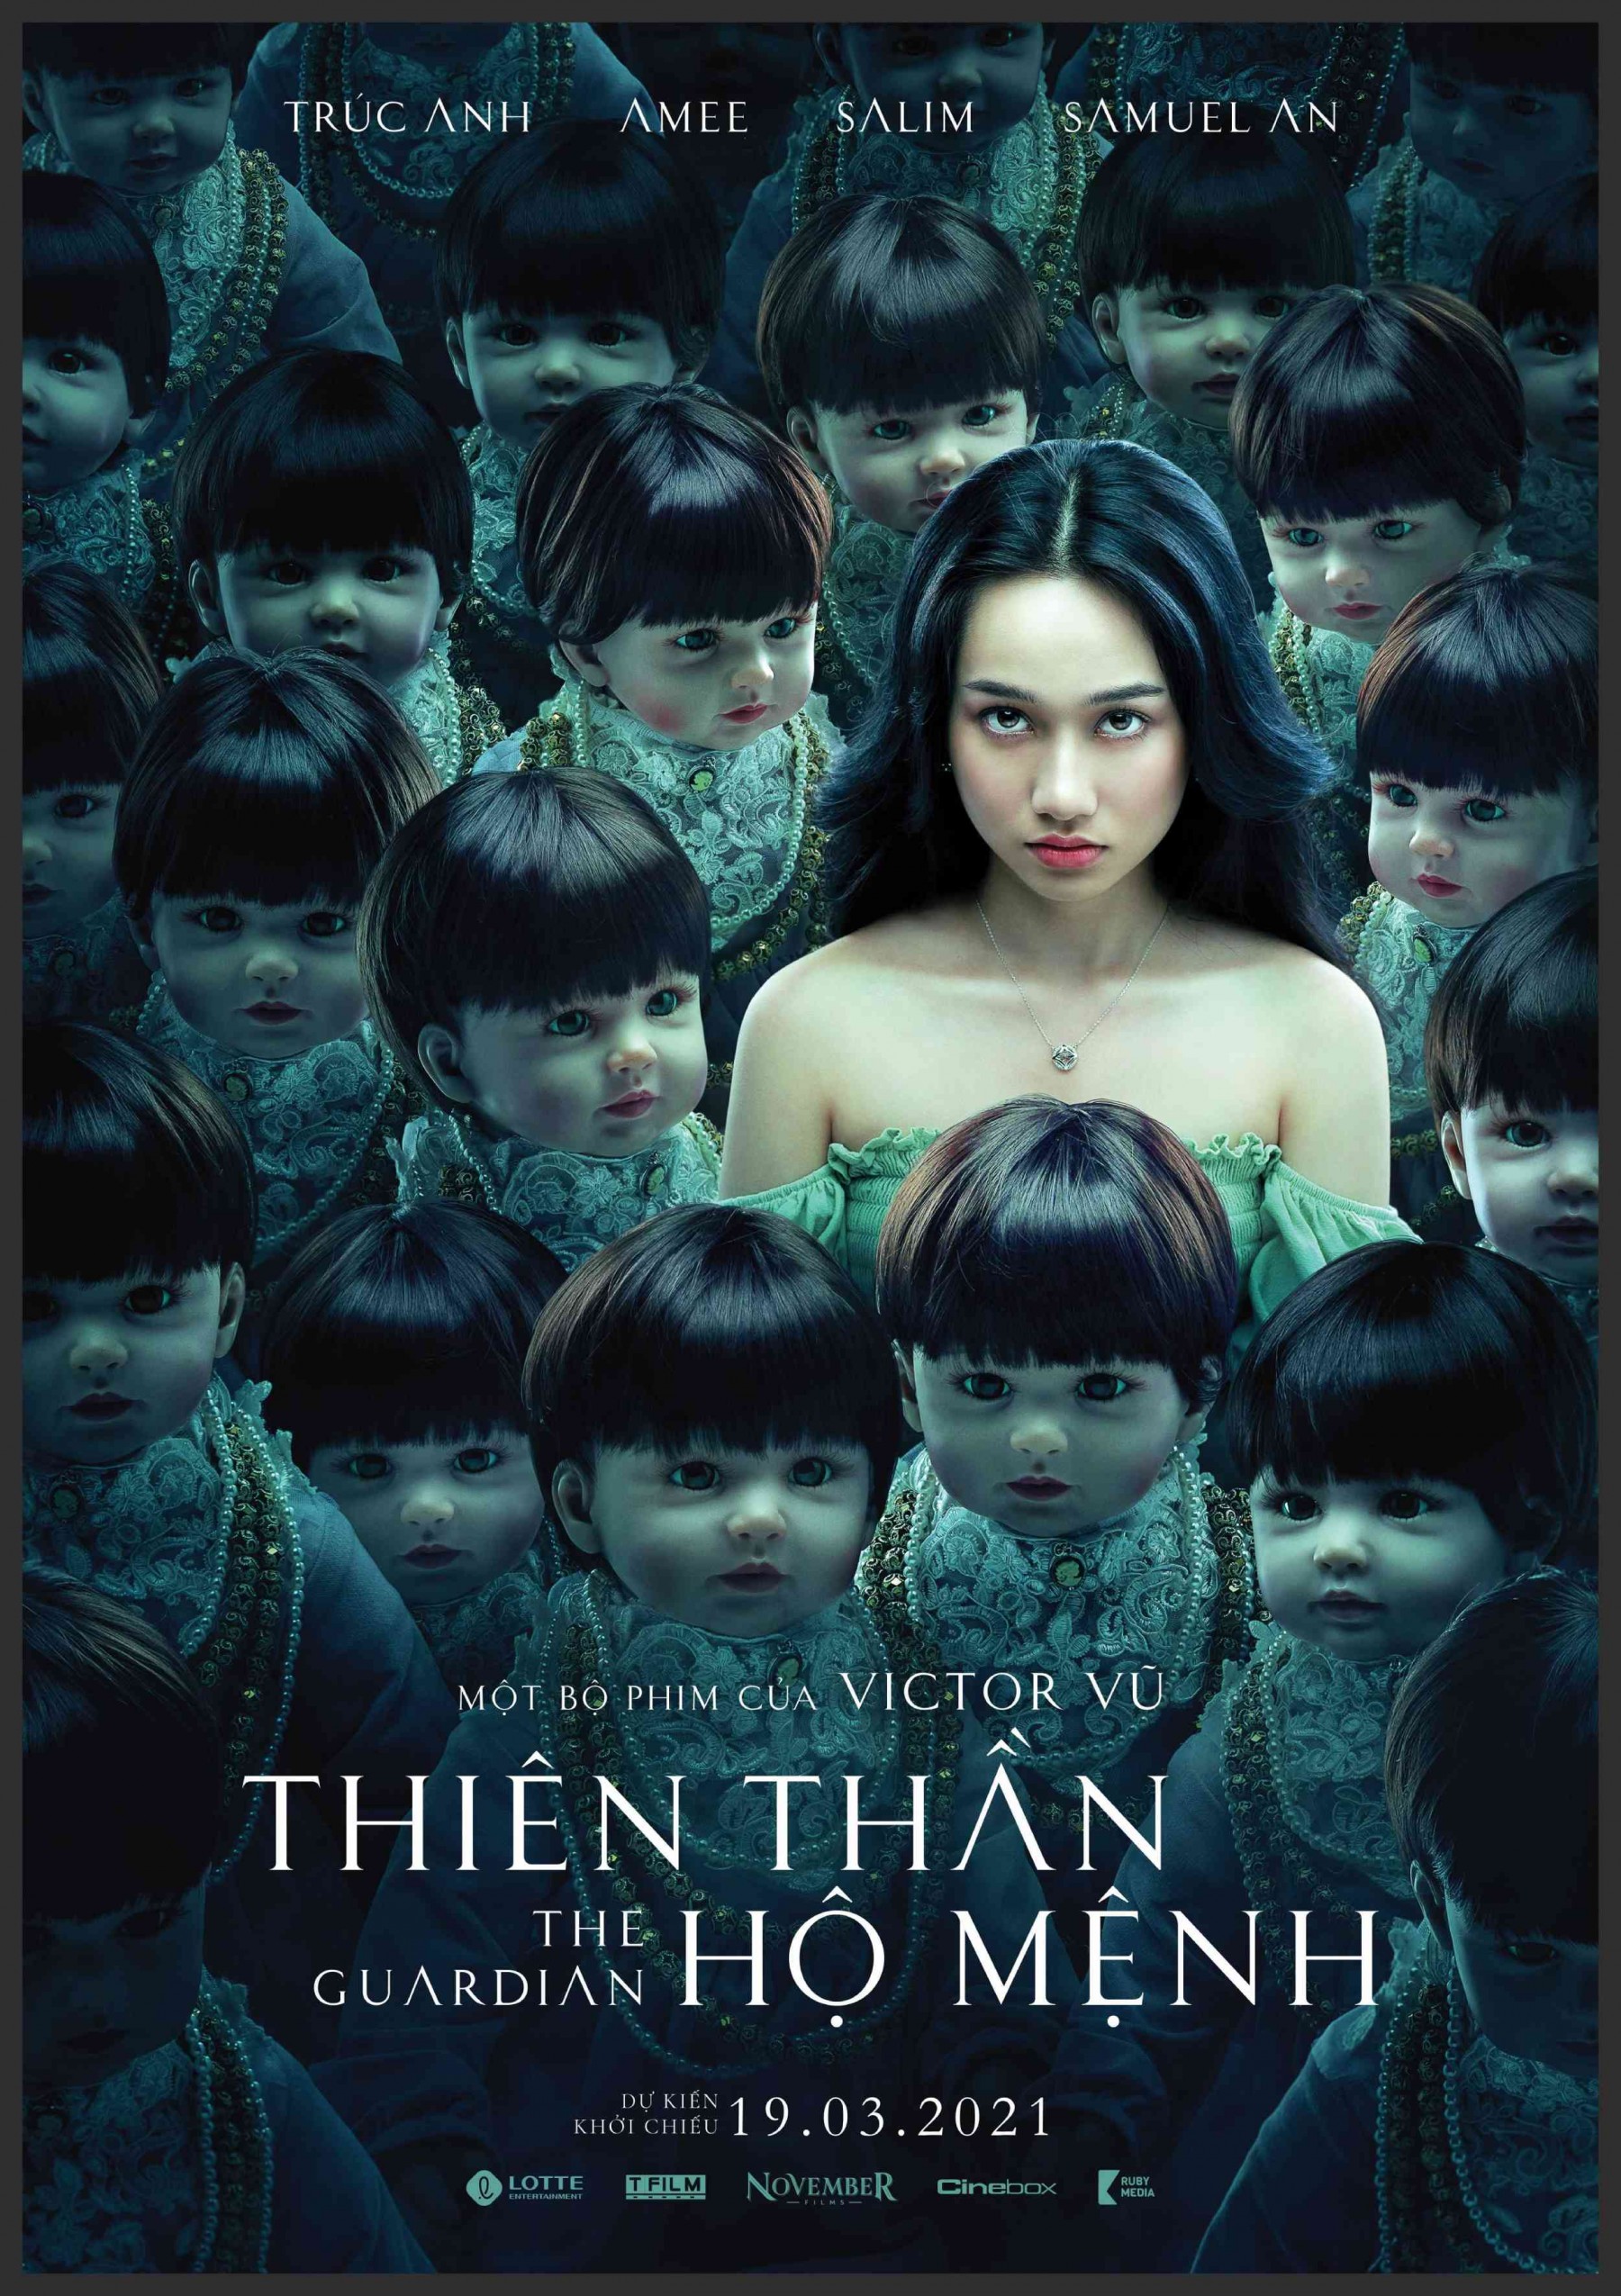 TRÚC ANH AMEE SALIM SAMUEL AN
MỘT BỘ PHIM CỦA VICTOR VŨ
THIÊN THẦN
THE GUARDIAN HỘ MỆNH
DỰ KIẾN KHỞI CHIẾU 19.03.2021
LOTTE ENTERTAINMENT T FILM NOVEMBER FILMS Cinebox RUBY MEDIA